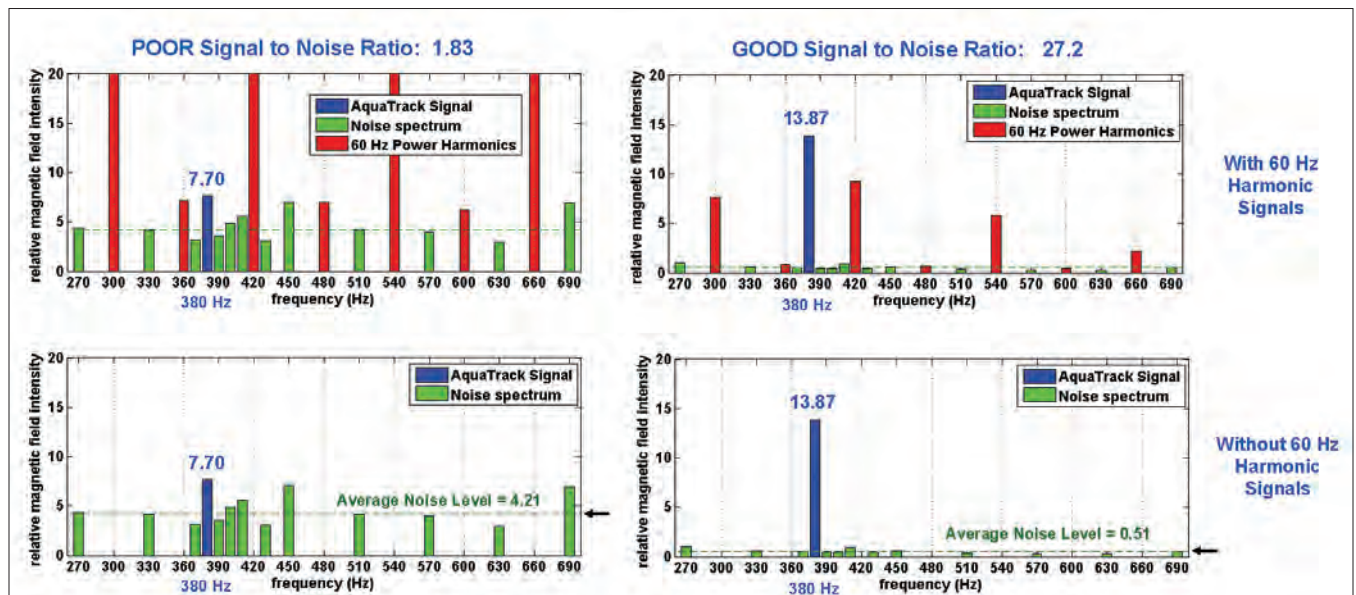 POOR Signal to Noise Ratio: 1.83
relative magnetic field intensity
20
15
10
5
0
AquaTrack Signal
Noise spectrum
60 Hz Power Harmonics
7.70
270 300 330 360 390 420 450 480 510 540 570 600 630 660 690
380 Hz
frequency (Hz)
GOOD Signal to Noise Ratio: 27.2
relative magnetic field intensity
20
15
10
5
0
AquaTrack Signal
Noise spectrum
60 Hz Power Harmonics
13.87
270 300 330 360 390 420 450 480 510 540 570 600 630 660 690
380 Hz
frequency (Hz)
With 60 Hz
Harmonic
Signals
relative magnetic field intensity
20
15
10
5
0
AquaTrack Signal
Noise spectrum
7.70
Average Noise Level = 4.21
270 300 330 360 390 420 450 480 510 540 570 600 630 660 690
380 Hz
frequency (Hz)
relative magnetic field intensity
20
15
10
5
0
AquaTrack Signal
Noise spectrum
13.87
Average Noise Level = 0.51
270 300 330 360 390 420 450 480 510 540 570 600 630 660 690
380 Hz
frequency (Hz)
Without 60 Hz
Harmonic
Signals